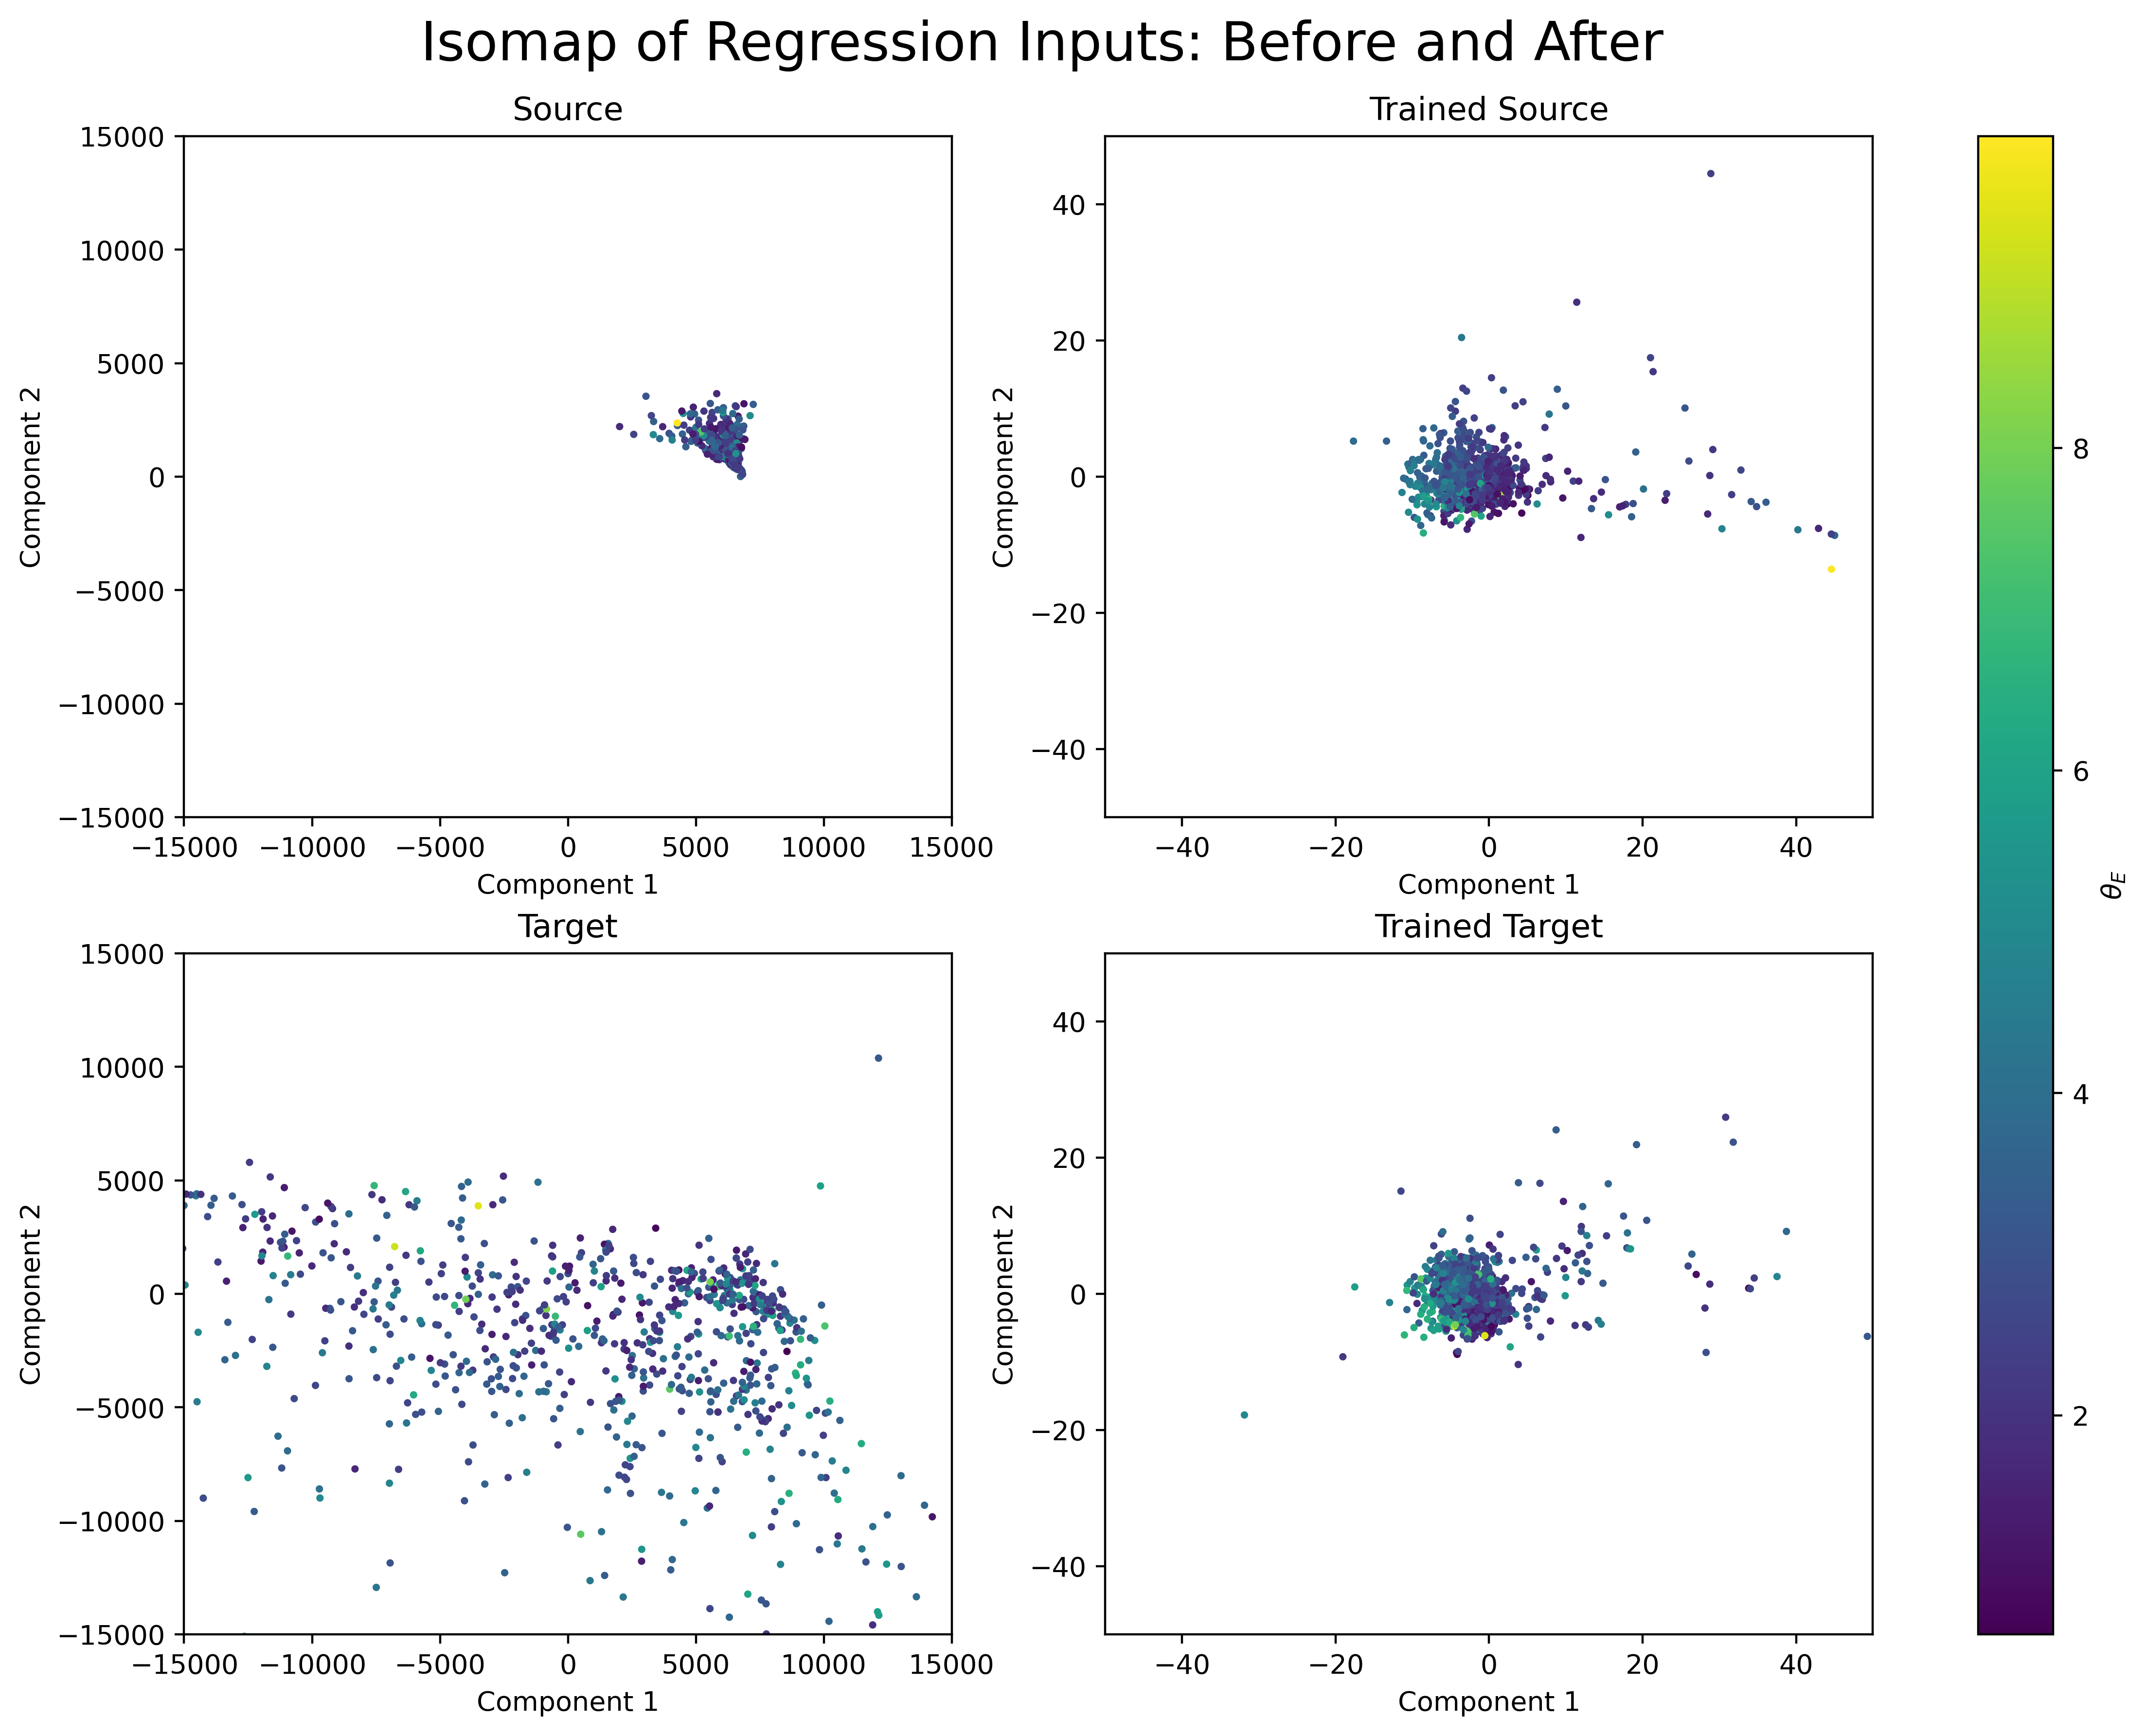 Isomap of Regression Inputs: Before and After
Source
15000
10000
5000
0
−5000
−10000
−15000
Component 2
−15000 −10000 −5000 0 5000 10000 15000
Component 1
Trained Source
40
20
0
−20
−40
Component 2
−40 −20 0 20 40
Component 1
Target
15000
10000
5000
0
−5000
−10000
−15000
Component 2
−15000 −10000 −5000 0 5000 10000 15000
Component 1
Trained Target
40
20
0
−20
−40
Component 2
−40 −20 0 20 40
Component 1
8
6
4
2
θ_E